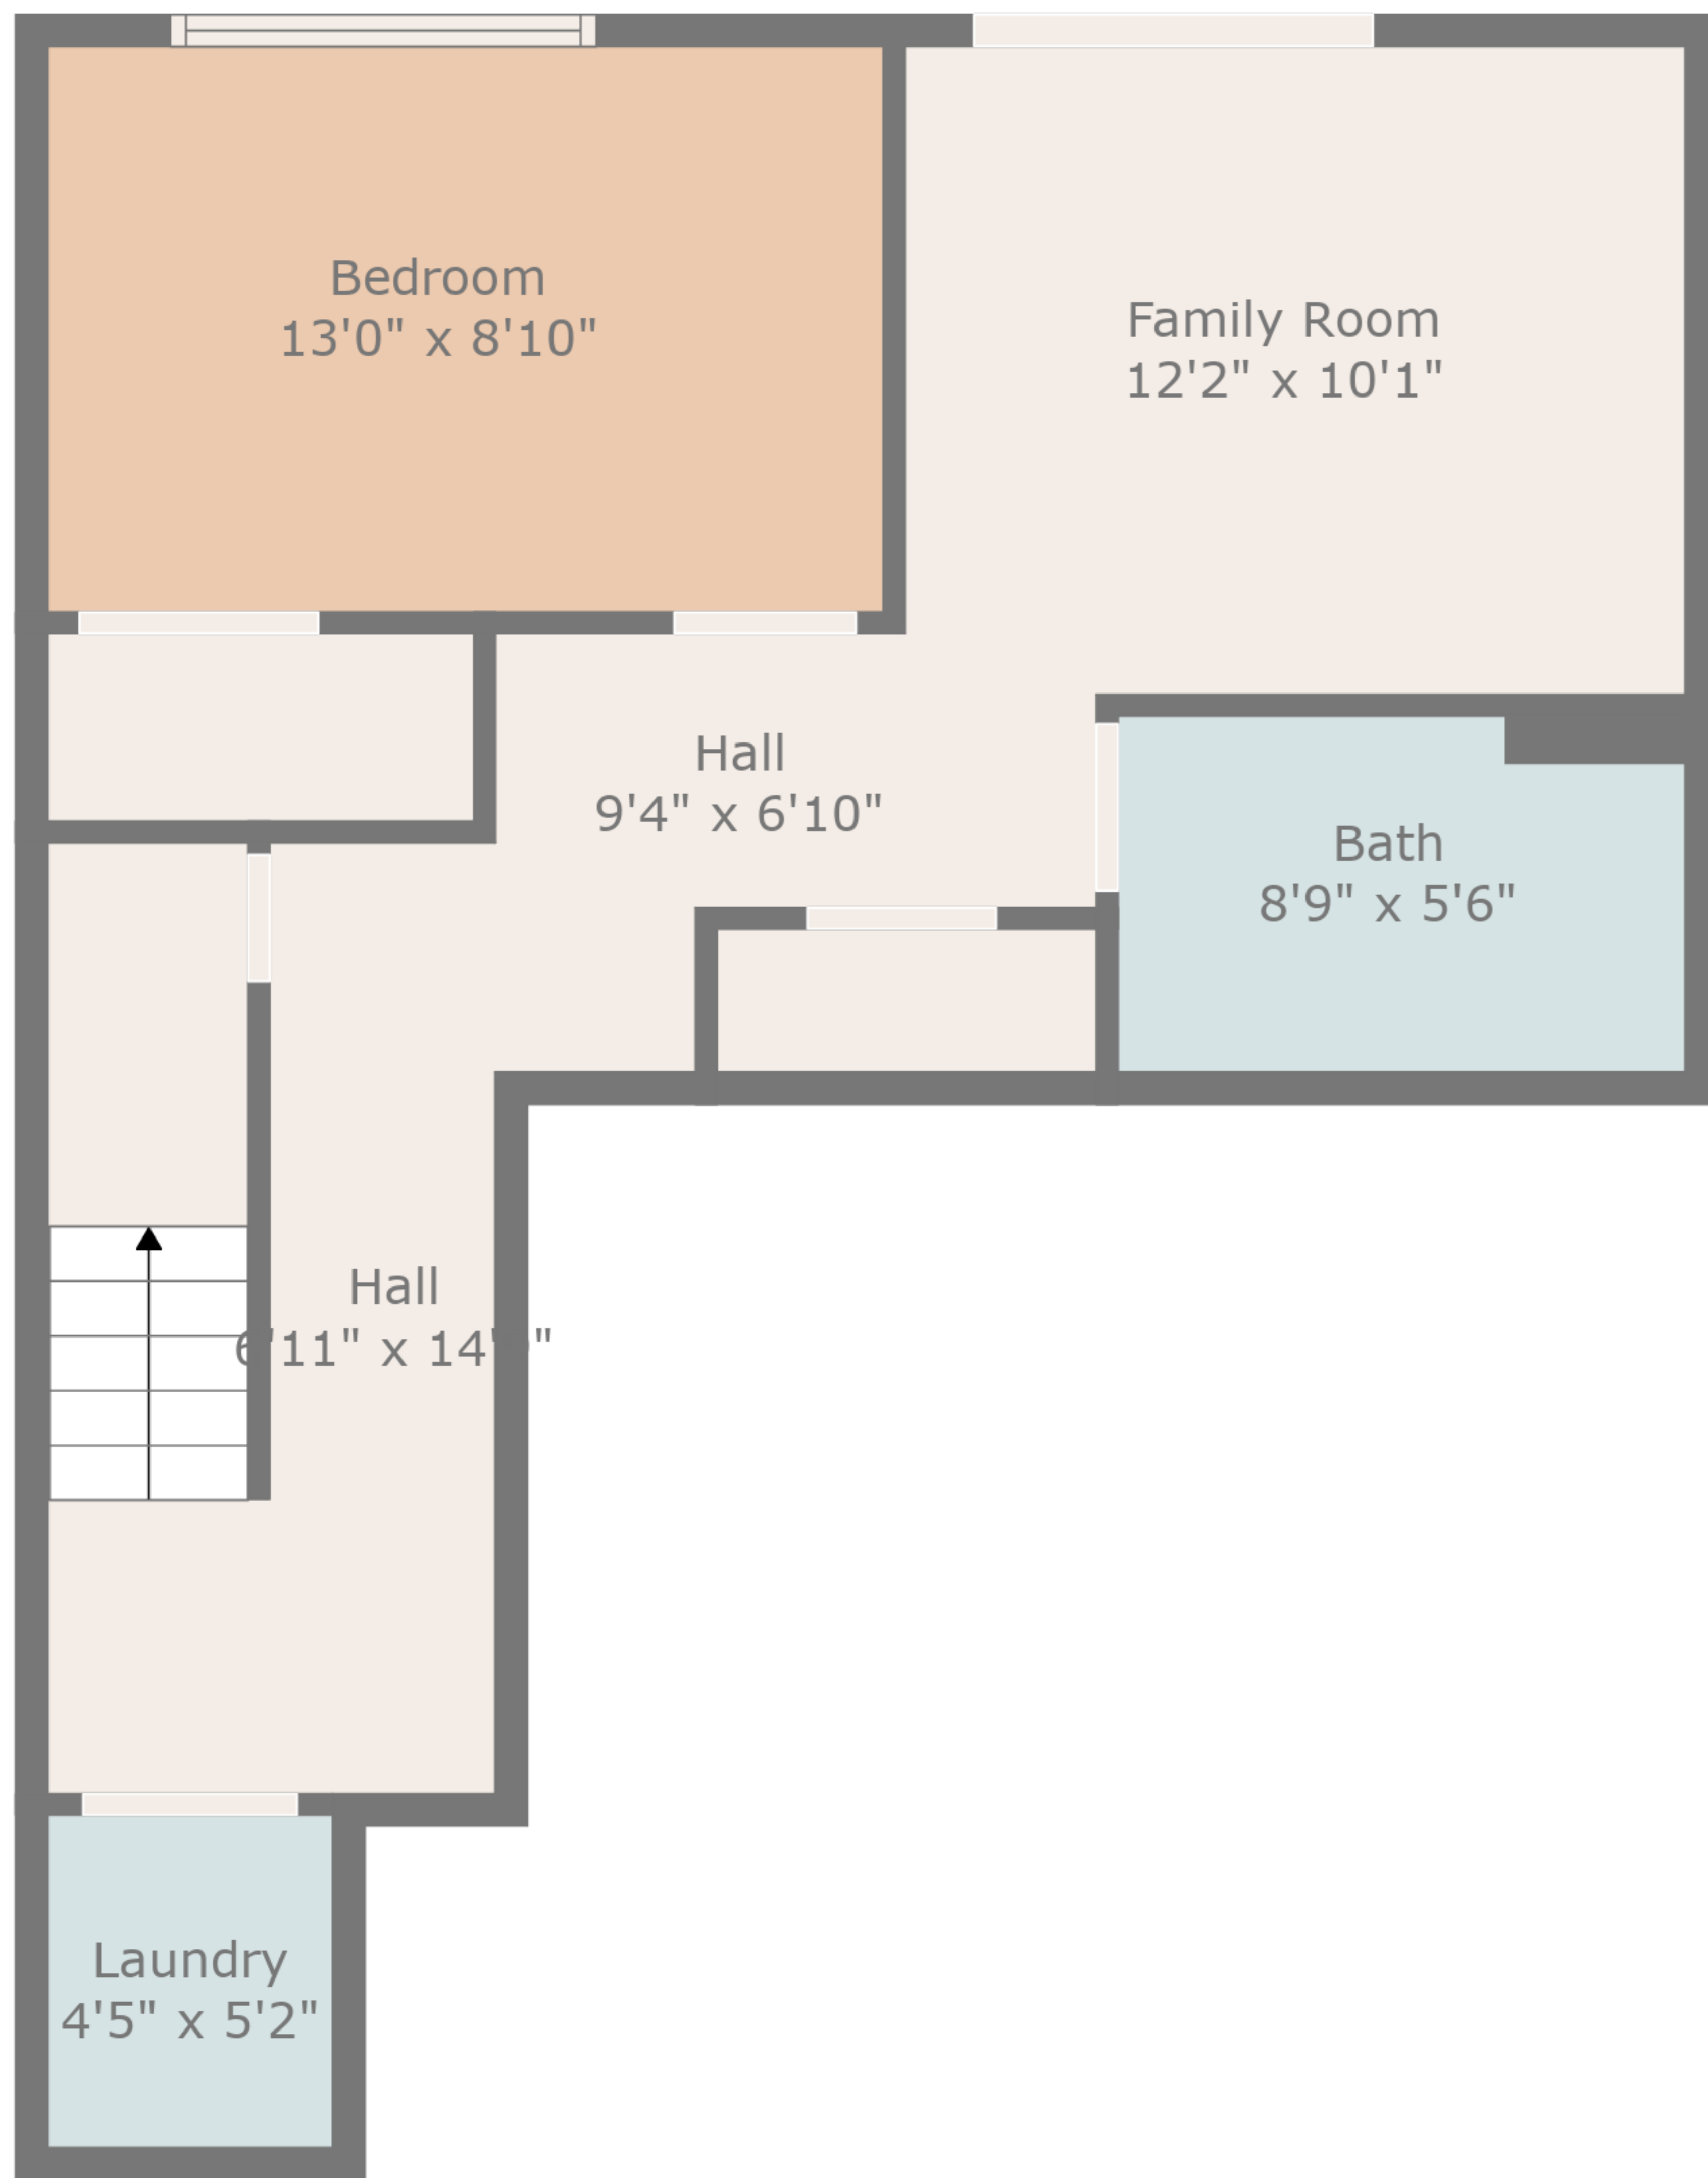 Bedroom
13'0" x 8'10"
Family Room
12'2" x 10'1"
Hall
9'4" x 6'10"
Bath
8'9" x 5'6"
Hall
x
Laundry
4'5" x 5'2"